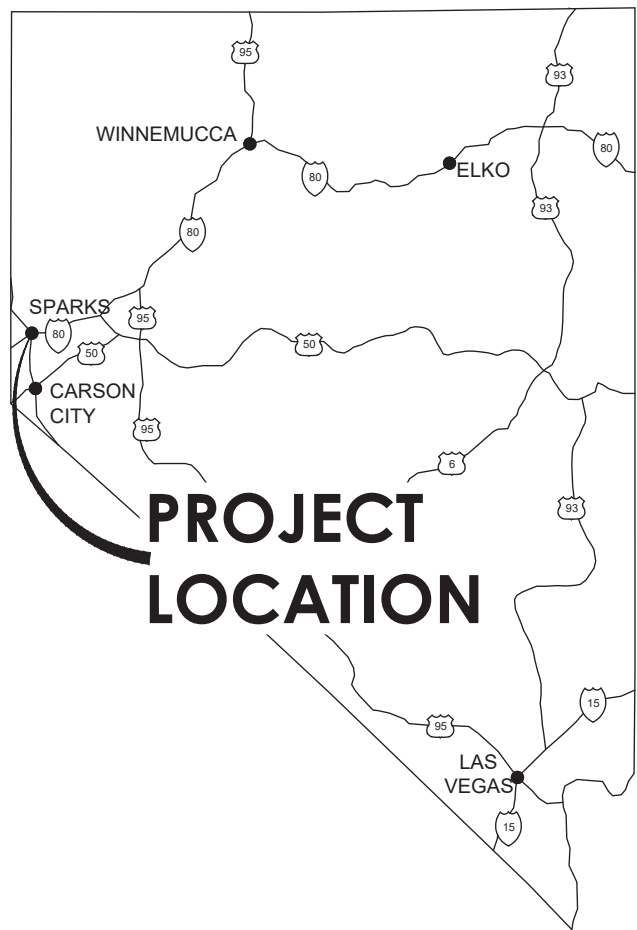 95
93
WINNEMUCCA
80
ELKO
80
93
80
SPARKS
95
80
50
50
CARSON
CITY
95
6
PROJECT
93
LOCATION
15
95
LAS
VEGAS
15